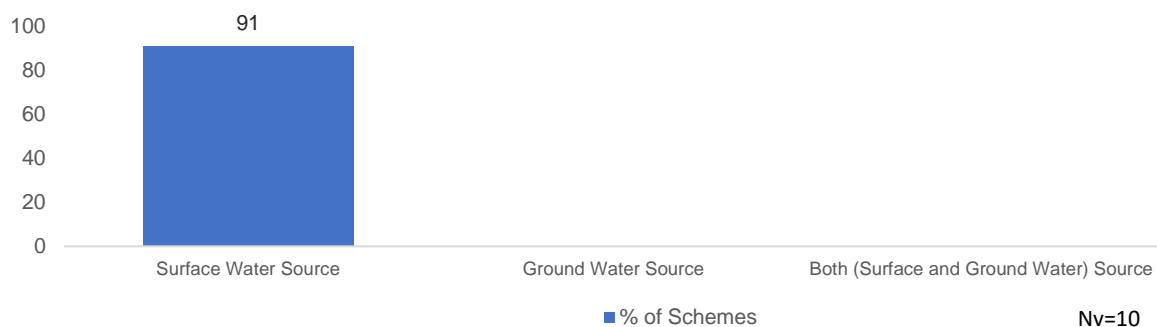 100
91
80
60
40
20
0
Surface Water Source
Ground Water Source
Both (Surface and Ground Water) Source
% of Schemes
Nv=10